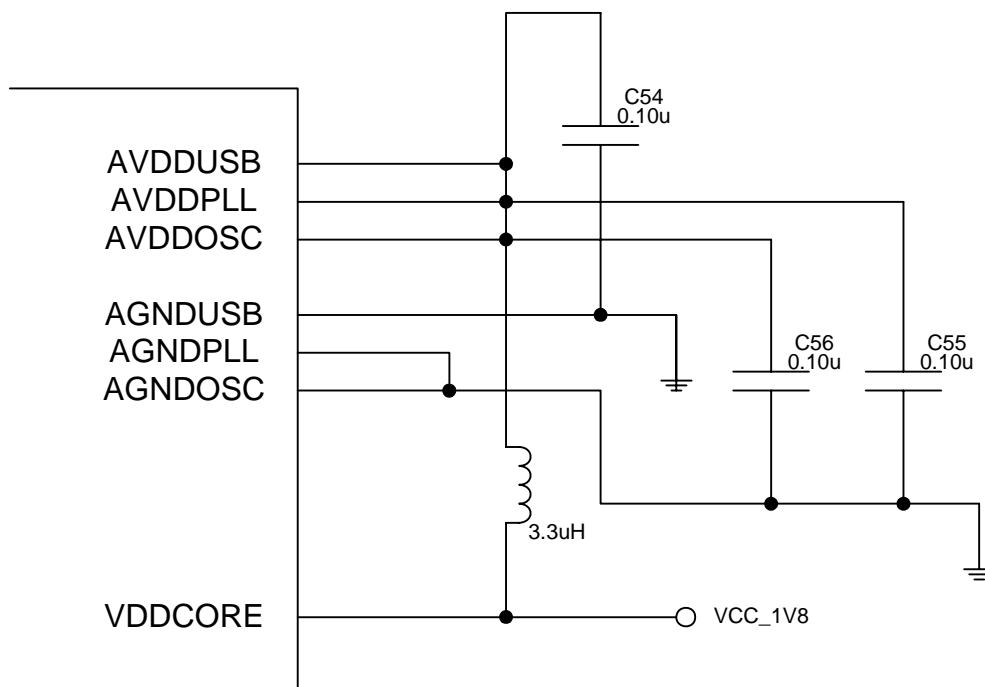 C54
0.10u
AVDDUSB
AVDDPLL
AVDDOSC
AGNDUSB
AGNDPLL
AGNDOSC
C56
0.10u
C55
0.10u
3.3uH
VDDCORE
VCC_1V8